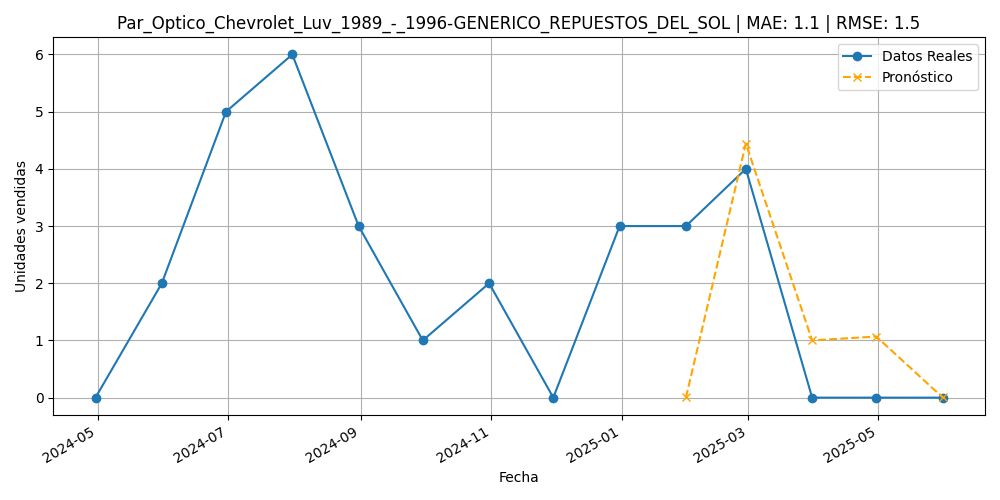 Par_Optico_Chevrolet_Luv_1989_-_1996-GENERICO_REPUESTOS_DEL_SOL | MAE: 1.1 | RMSE: 1.5
Datos Reales
Pronóstico
Unidades vendidas
6
5
4
3
2
1
0
2024-05
2024-07
2024-09
2024-11
2025-01
2025-03
2025-05
Fecha